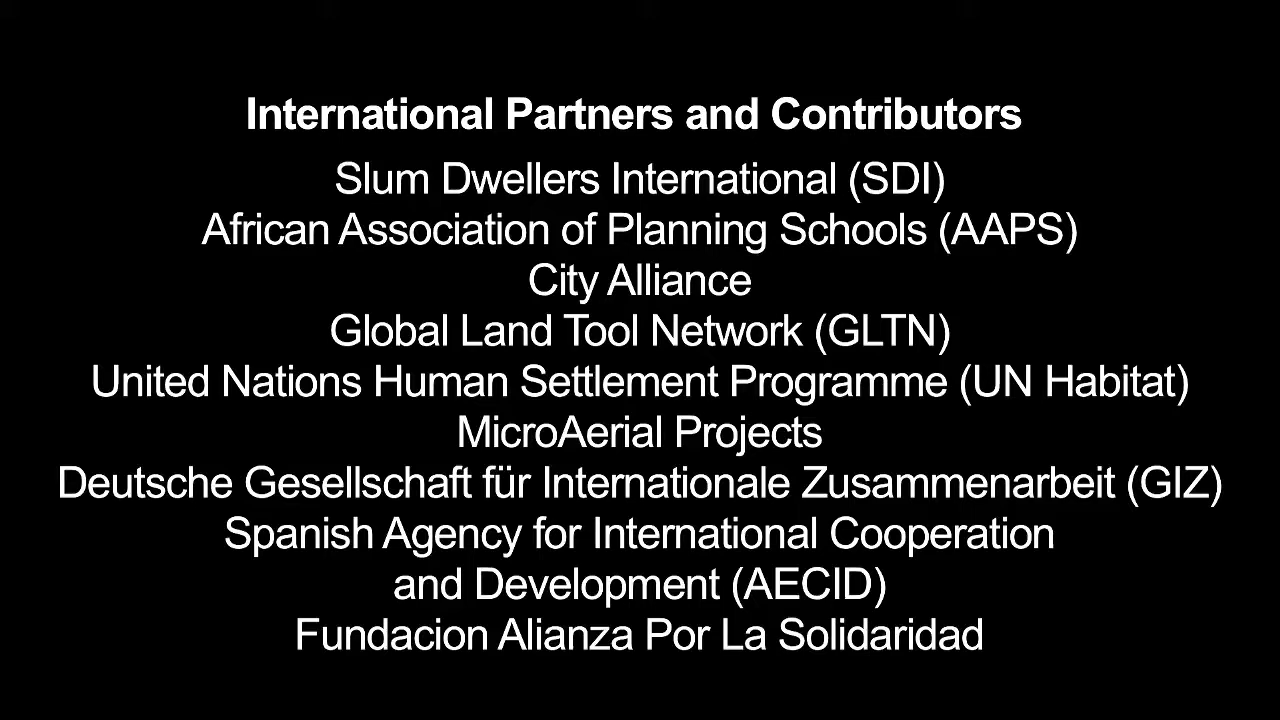 International Partners and Contributors
Slum Dwellers International (SDI)
African Association of Planning Schools (AAPS)
City Alliance
Global Land Tool Network (GLTN)
United Nations Human Settlement Programme (UN Habitat)
MicroAerial Projects
Deutsche Gesellschaft für Internationale Zusammenarbeit (GIZ)
Spanish Agency for International Cooperation
and Development (AECID)
Fundacion Alianza Por La Solidaridad